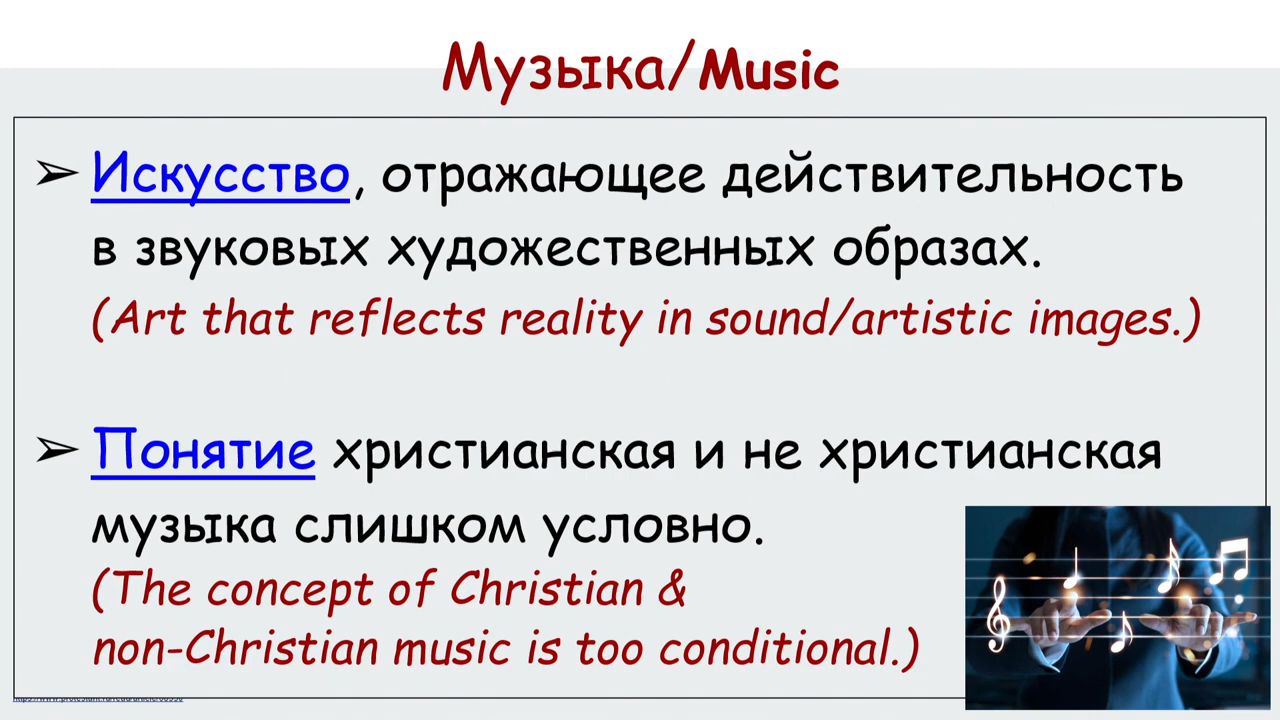 Музыка/Music
➢ Искусство, отражающее действительность
в звуковых художественных образах.
(Art that reflects reality in sound/artistic images.)
➢ Понятие христианская и не христианская
музыка слишком условно.
(The concept of Christian &
non-Christian music is too conditional.)